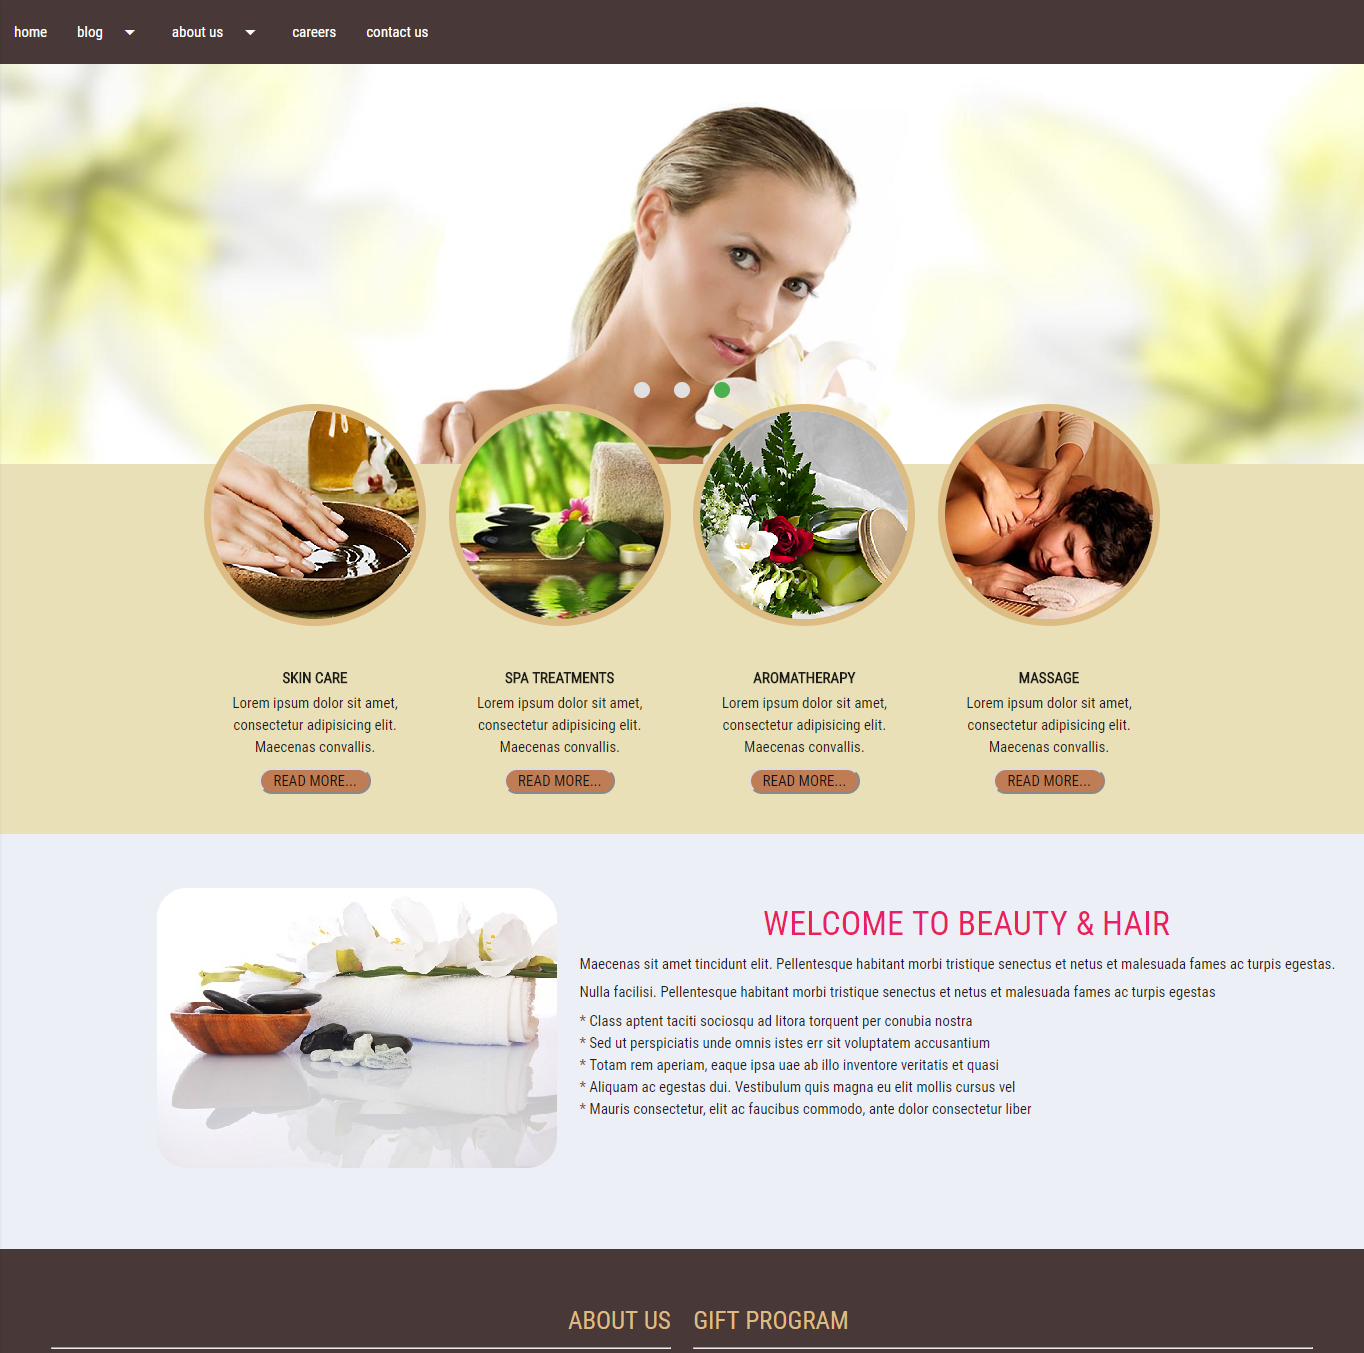 home blog about us careers contact us
SKIN CARE
Lorem ipsum dolor sit amet,
consectetur adipisicing elit.
Maecenas convallis.
READ MORE...
SPA TREATMENTS
Lorem ipsum dolor sit amet,
consectetur adipisicing elit.
Maecenas convallis.
READ MORE...
AROMATHERAPY
Lorem ipsum dolor sit amet,
consectetur adipisicing elit.
Maecenas convallis.
READ MORE...
MASSAGE
Lorem ipsum dolor sit amet,
consectetur adipisicing elit.
Maecenas convallis.
READ MORE...
WELCOME TO BEAUTY & HAIR
Maecenas sit amet tincidunt elit. Pellentesque habitant morbi tristique senectus et netus et malesuada fames ac turpis egestas.
Nulla facilisi. Pellentesque habitant morbi tristique senectus et netus et malesuada fames ac turpis egestas
* Class aptent taciti sociosqu ad litora torquent per conubia nostra
* Sed ut perspiciatis unde omnis istes err sit voluptatem accusantium
* Totam rem aperiam, eaque ipsa uae ab illo inventore veritatis et quasi
* Aliquam ac egestas dui. Vestibulum quis magna eu elit mollis cursus vel
* Mauris consectetur, elit ac faucibus commodo, ante dolor consectetur liber
ABOUT US
GIFT PROGRAM